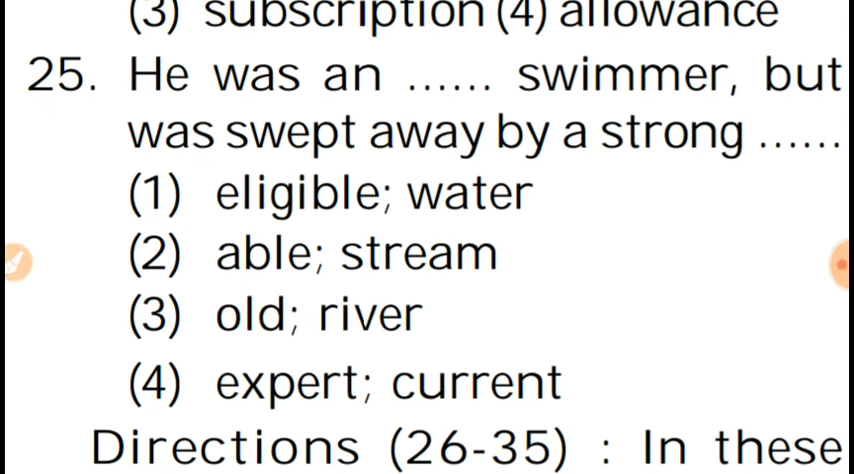 (3) subscription (4) allowance
25. He was an ...... swimmer, but
was swept away by a strong ......
(1) eligible; water
(2) able; stream
(3) old; river
(4) expert; current
Directions (26-35) : In these